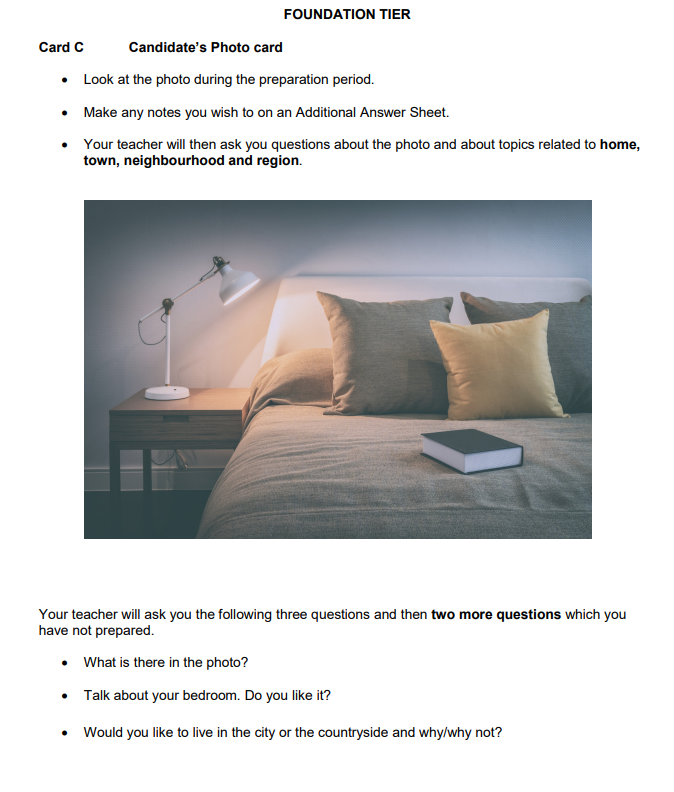 FOUNDATION TIER
Card C Candidate's Photo card
• Look at the photo during the preparation period.
• Make any notes you wish to on an Additional Answer Sheet.
• Your teacher will then ask you questions about the photo and about topics related to home,
town, neighbourhood and region.
Your teacher will ask you the following three questions and then two more questions which you
have not prepared.
• What is there in the photo?
• Talk about your bedroom. Do you like it?
• Would you like to live in the city or the countryside and why/why not?